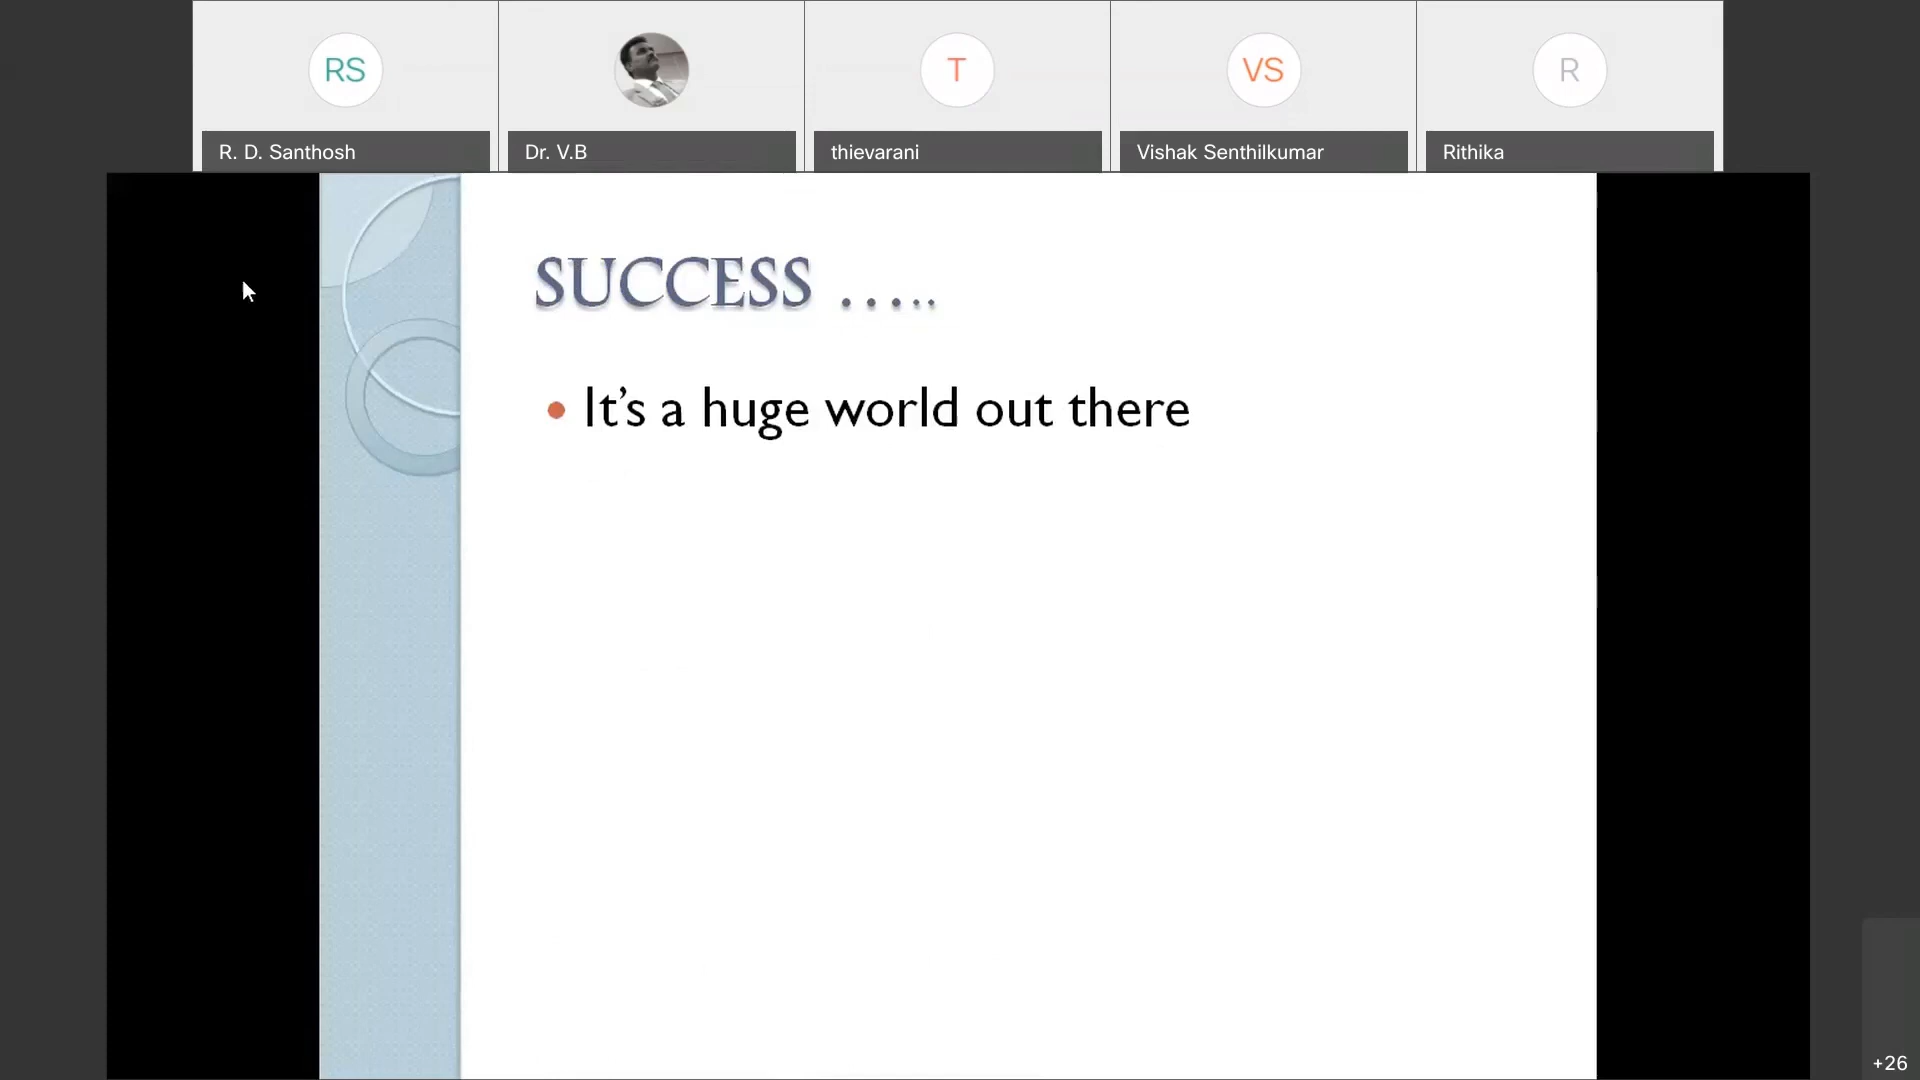 RS
T
VS
R
R. D. Santhosh
Dr. V.B
thievarani
Vishak Senthilkumar
Rithika
SUCCESS .....
• It's a huge world out there
+26